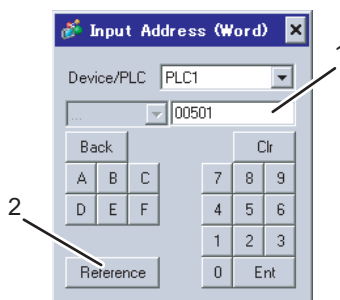 Input Address (Word)
1
Device/PLC PLC1
... 00501
Back Clr
A B C 7 8 9
D E F 4 5 6
2
1 2 3
Reference 0 Ent